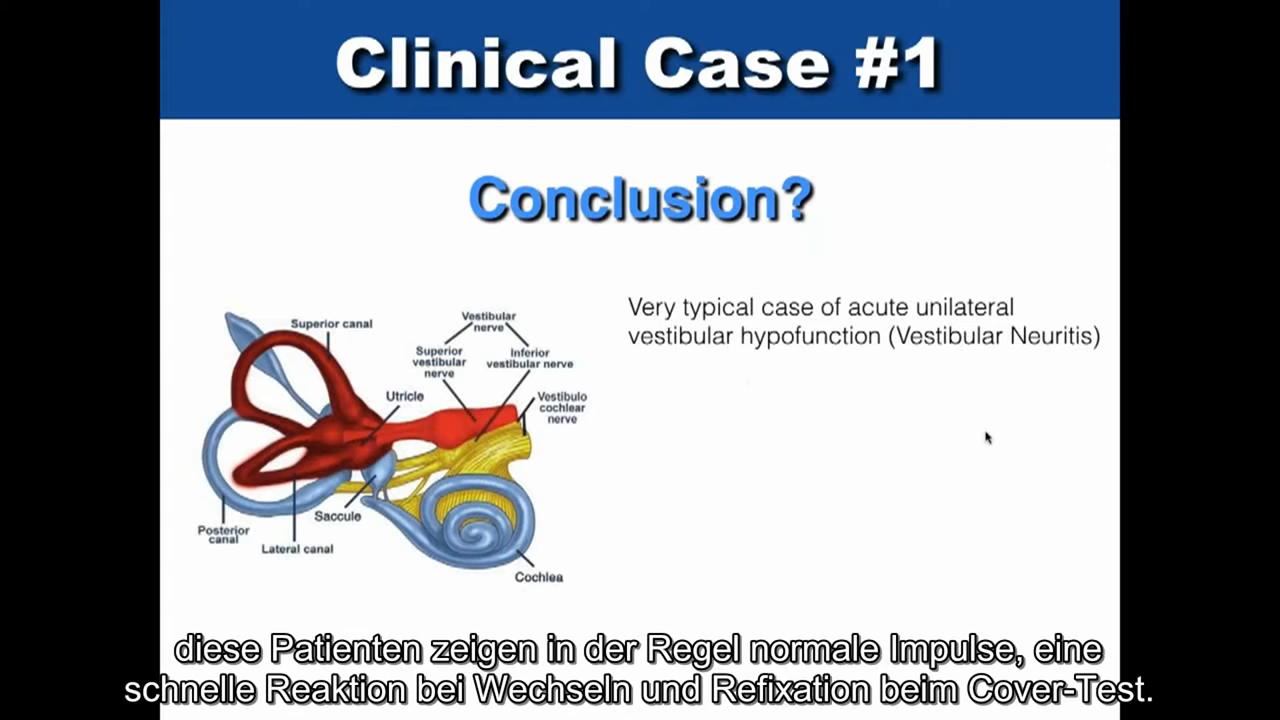 Clinical Case #1
Conclusion?
Very typical case of acute unilateral
vestibular hypofunction (Vestibular Neuritis)
Superior canal
Vestibular
nerve
Superior
vestibular
nerve
Inferior
vestibular nerve
Utricle
Vestibulo
cochlear
nerve
Saccule
Posterior
canal
Lateral canal
Cochlea
diese Patienten zeigen in der Regel normale Impulse, eine
schnelle Reaktion bei Wechseln und Refixation beim Cover-Test.